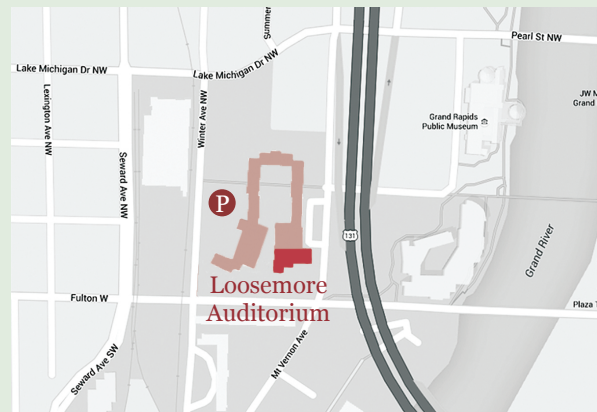 Summer
Pearl St NW
Lake Michigan Dr NW
Lake Michigan Dr NW
Lexington Ave NW
Winter Ave NW
Seward Ave NW
JW M
Grand
Grand Rapids
Public Museum
P
131
Grand River
Loosemore
Auditorium
Fulton W
Plaza T
Mt Vernon Ave
Seward Ave SW